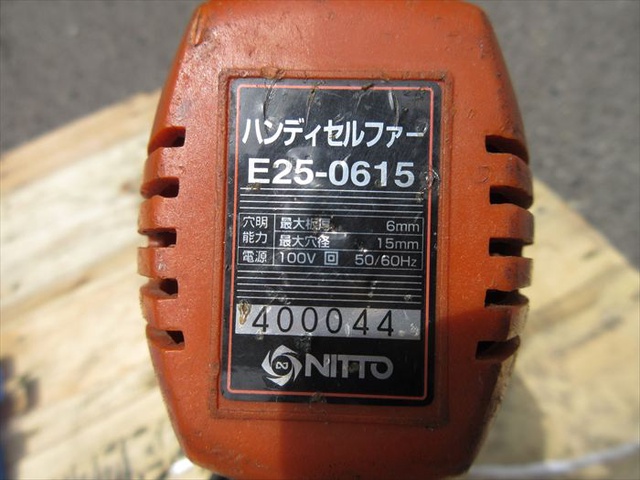 ハンディセルファー
E25-0615
穴明能力 最大板厚 6mm
最大穴径 15mm
電源 100V 回 50/60Hz
400044
NITTO